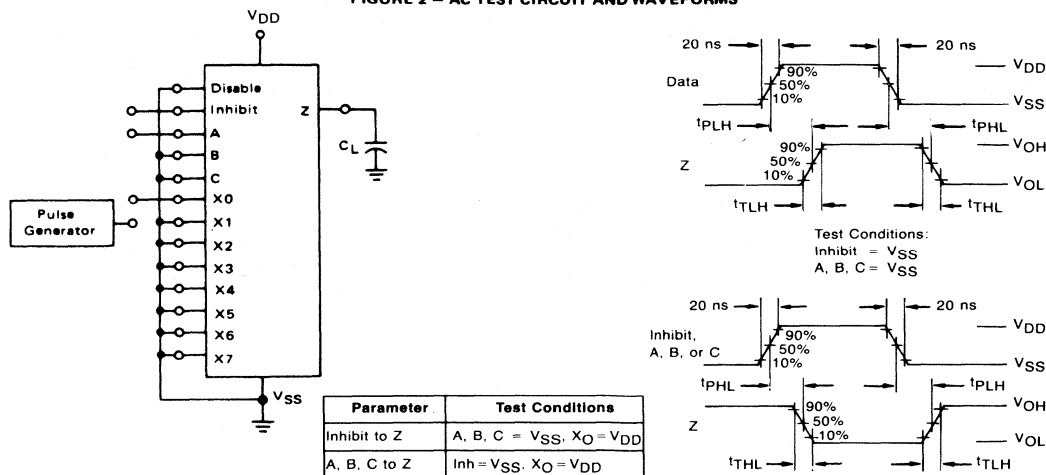 FIGURE 2 — AC TEST CIRCUIT AND WAVEFORMS
VDD
Disable
Inhibit
A
B
C
X0
X1
X2
X3
X4
X5
X6
X7
Z
CL
Pulse
Generator
VSS
Parameter Test Conditions
Inhibit to Z A, B, C = VSS, XO = VDD
A, B, C to Z Inh = VSS, XO = VDD
20 ns 20 ns
Data
90%
50%
10%
VDD
VSS
tPLH tPHL
Z
90%
50%
10%
VOH
VOL
tTLH tTHL
Test Conditions:
Inhibit = VSS
A, B, C = VSS
20 ns 20 ns
Inhibit,
A, B, or C
90%
50%
10%
VDD
VSS
tPHL tPLH
Z
90%
50%
10%
VOH
VOL
tTHL tTLH